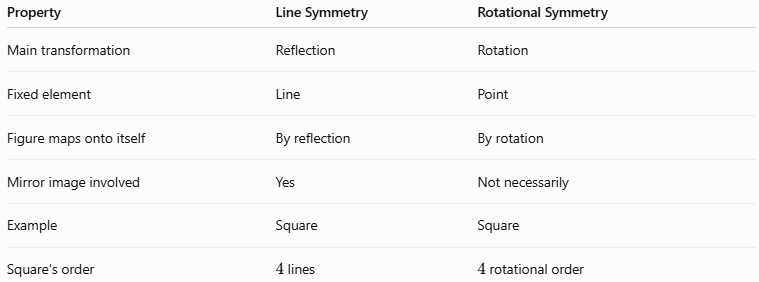 Property Line Symmetry Rotational Symmetry
Main transformation Reflection Rotation
Fixed element Line Point
Figure maps onto itself By reflection By rotation
Mirror image involved Yes Not necessarily
Example Square Square
Square's order 4 lines 4 rotational order